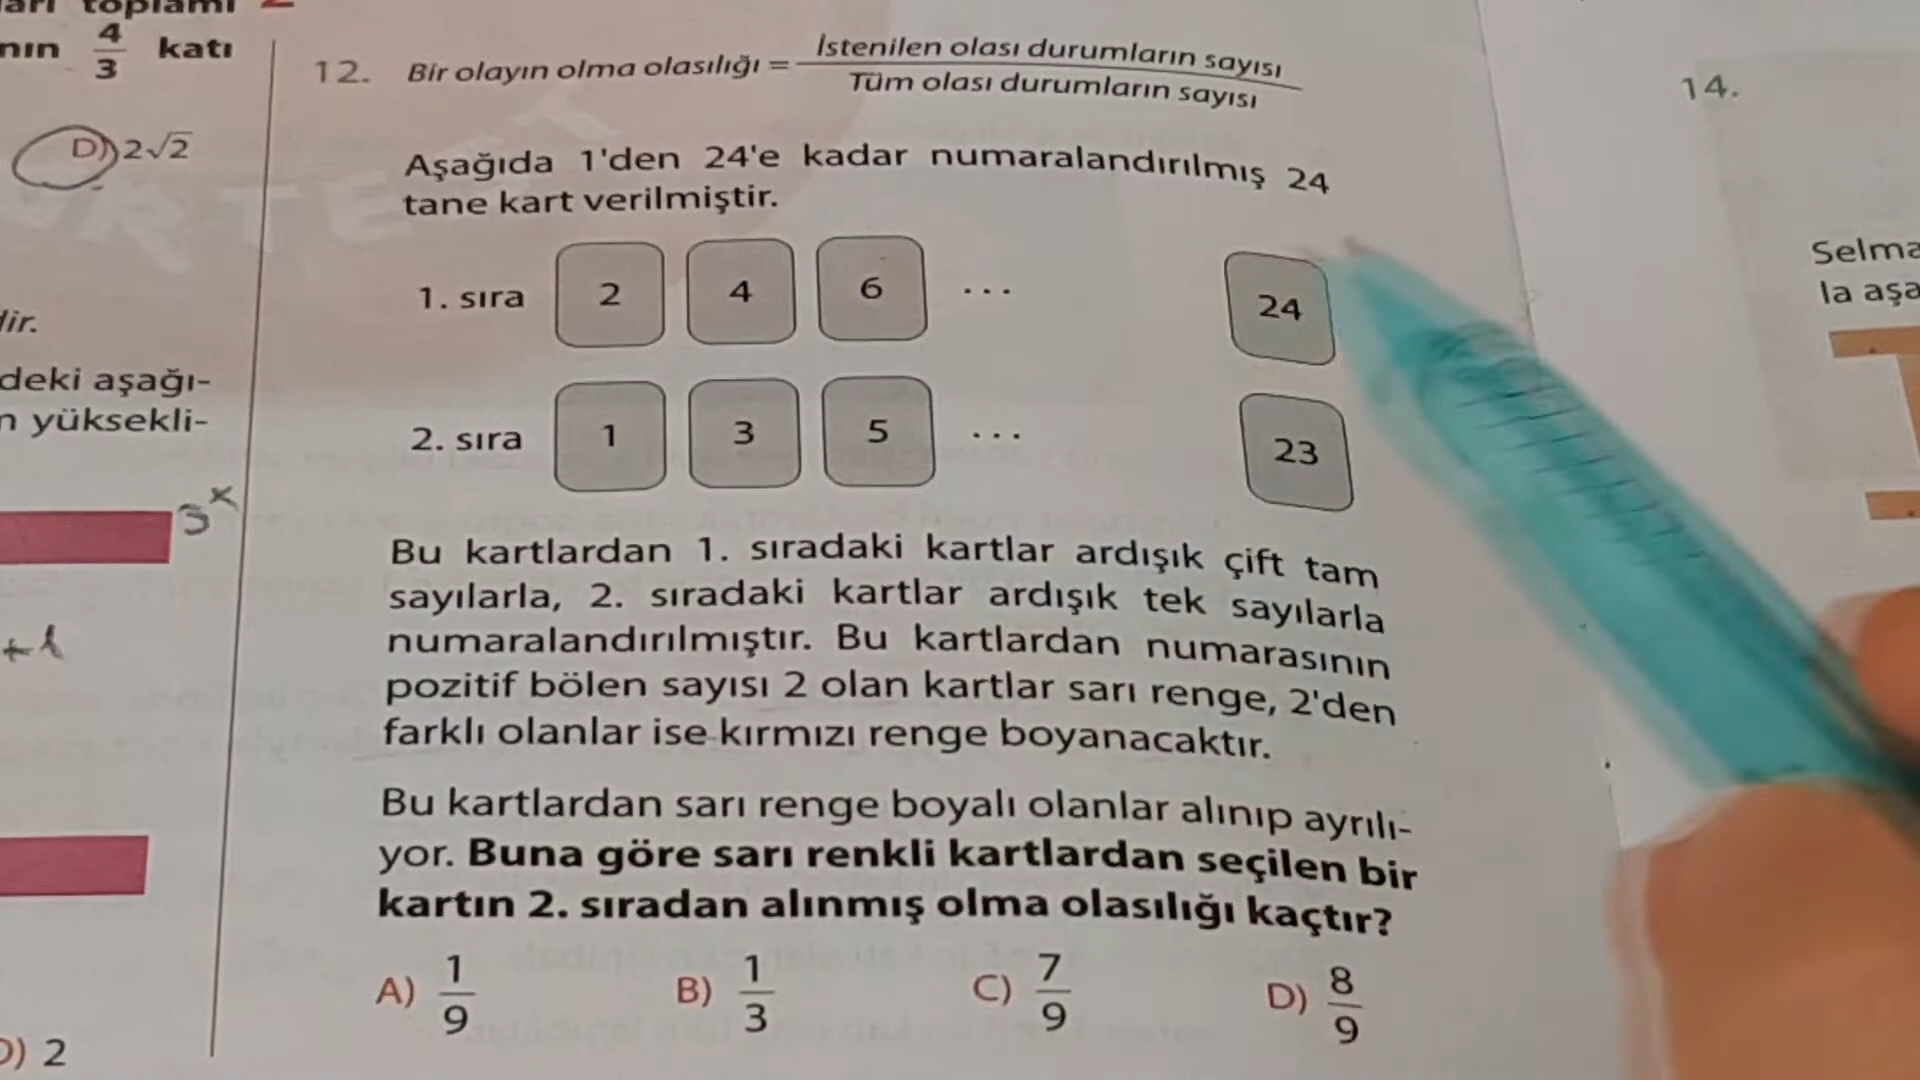 ları toplamı 2
nın 4/3 katı
D) 2√2
dir.
deki aşağı-
n yüksekli-
3^x
+1
D) 2
12. Bir olayın olma olasılığı = İstenilen olası durumların sayısı / Tüm olası durumların sayısı
Aşağıda 1'den 24'e kadar numaralandırılmış 24
tane kart verilmiştir.
1. sıra 2 4 6 ... 24
2. sıra 1 3 5 ... 23
Bu kartlardan 1. sıradaki kartlar ardışık çift tam
sayılarla, 2. sıradaki kartlar ardışık tek sayılarla
numaralandırılmıştır. Bu kartlardan numarasının
pozitif bölen sayısı 2 olan kartlar sarı renge, 2'den
farklı olanlar ise kırmızı renge boyanacaktır.
Bu kartlardan sarı renge boyalı olanlar alınıp ayrılı-
yor. Buna göre sarı renkli kartlardan seçilen bir
kartın 2. sıradan alınmış olma olasılığı kaçtır?
A) 1/9 B) 1/3 C) 7/9 D) 8/9
14.
Selma
la aşa